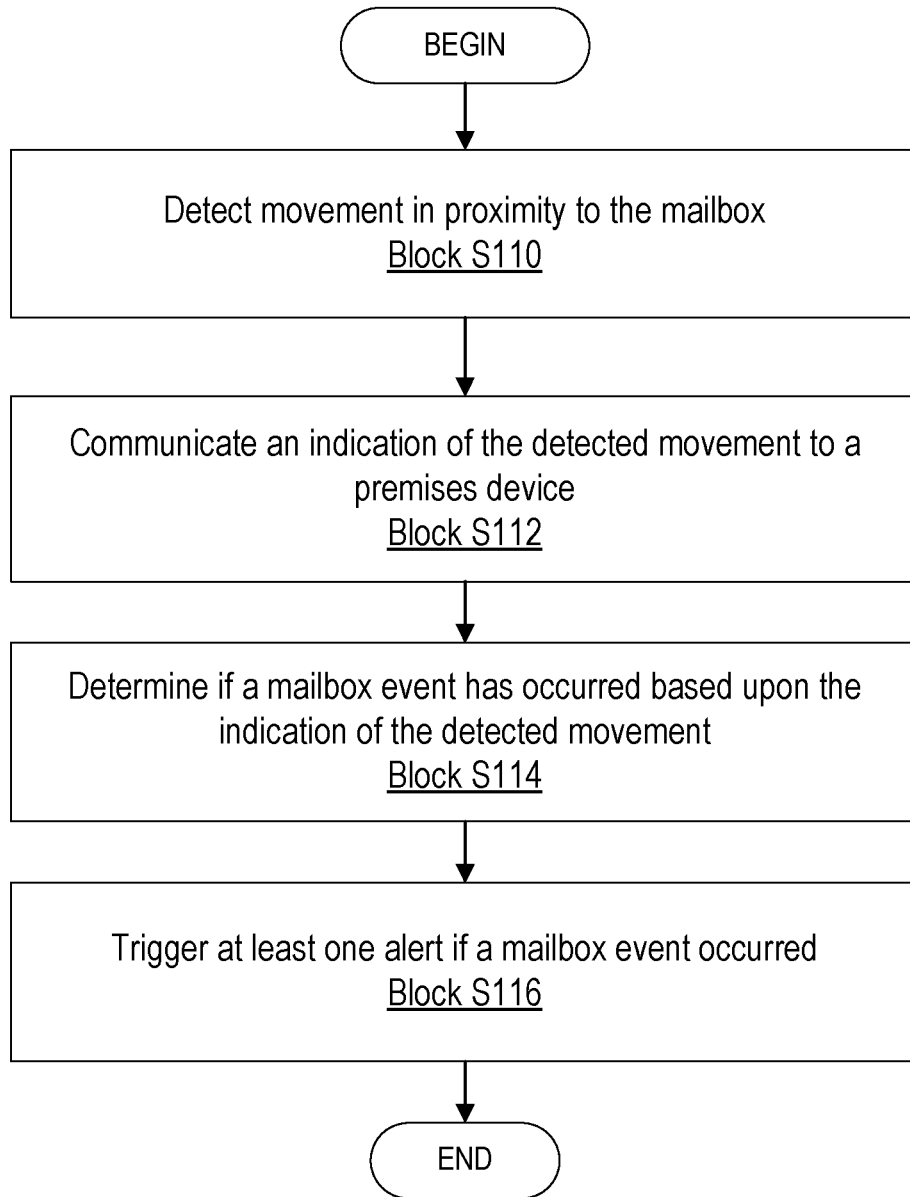 BEGIN
Detect movement in proximity to the mailbox
Block S110
Communicate an indication of the detected movement to a
premises device
Block S112
Determine if a mailbox event has occurred based upon the
indication of the detected movement
Block S114
Trigger at least one alert if a mailbox event occurred
Block S116
END